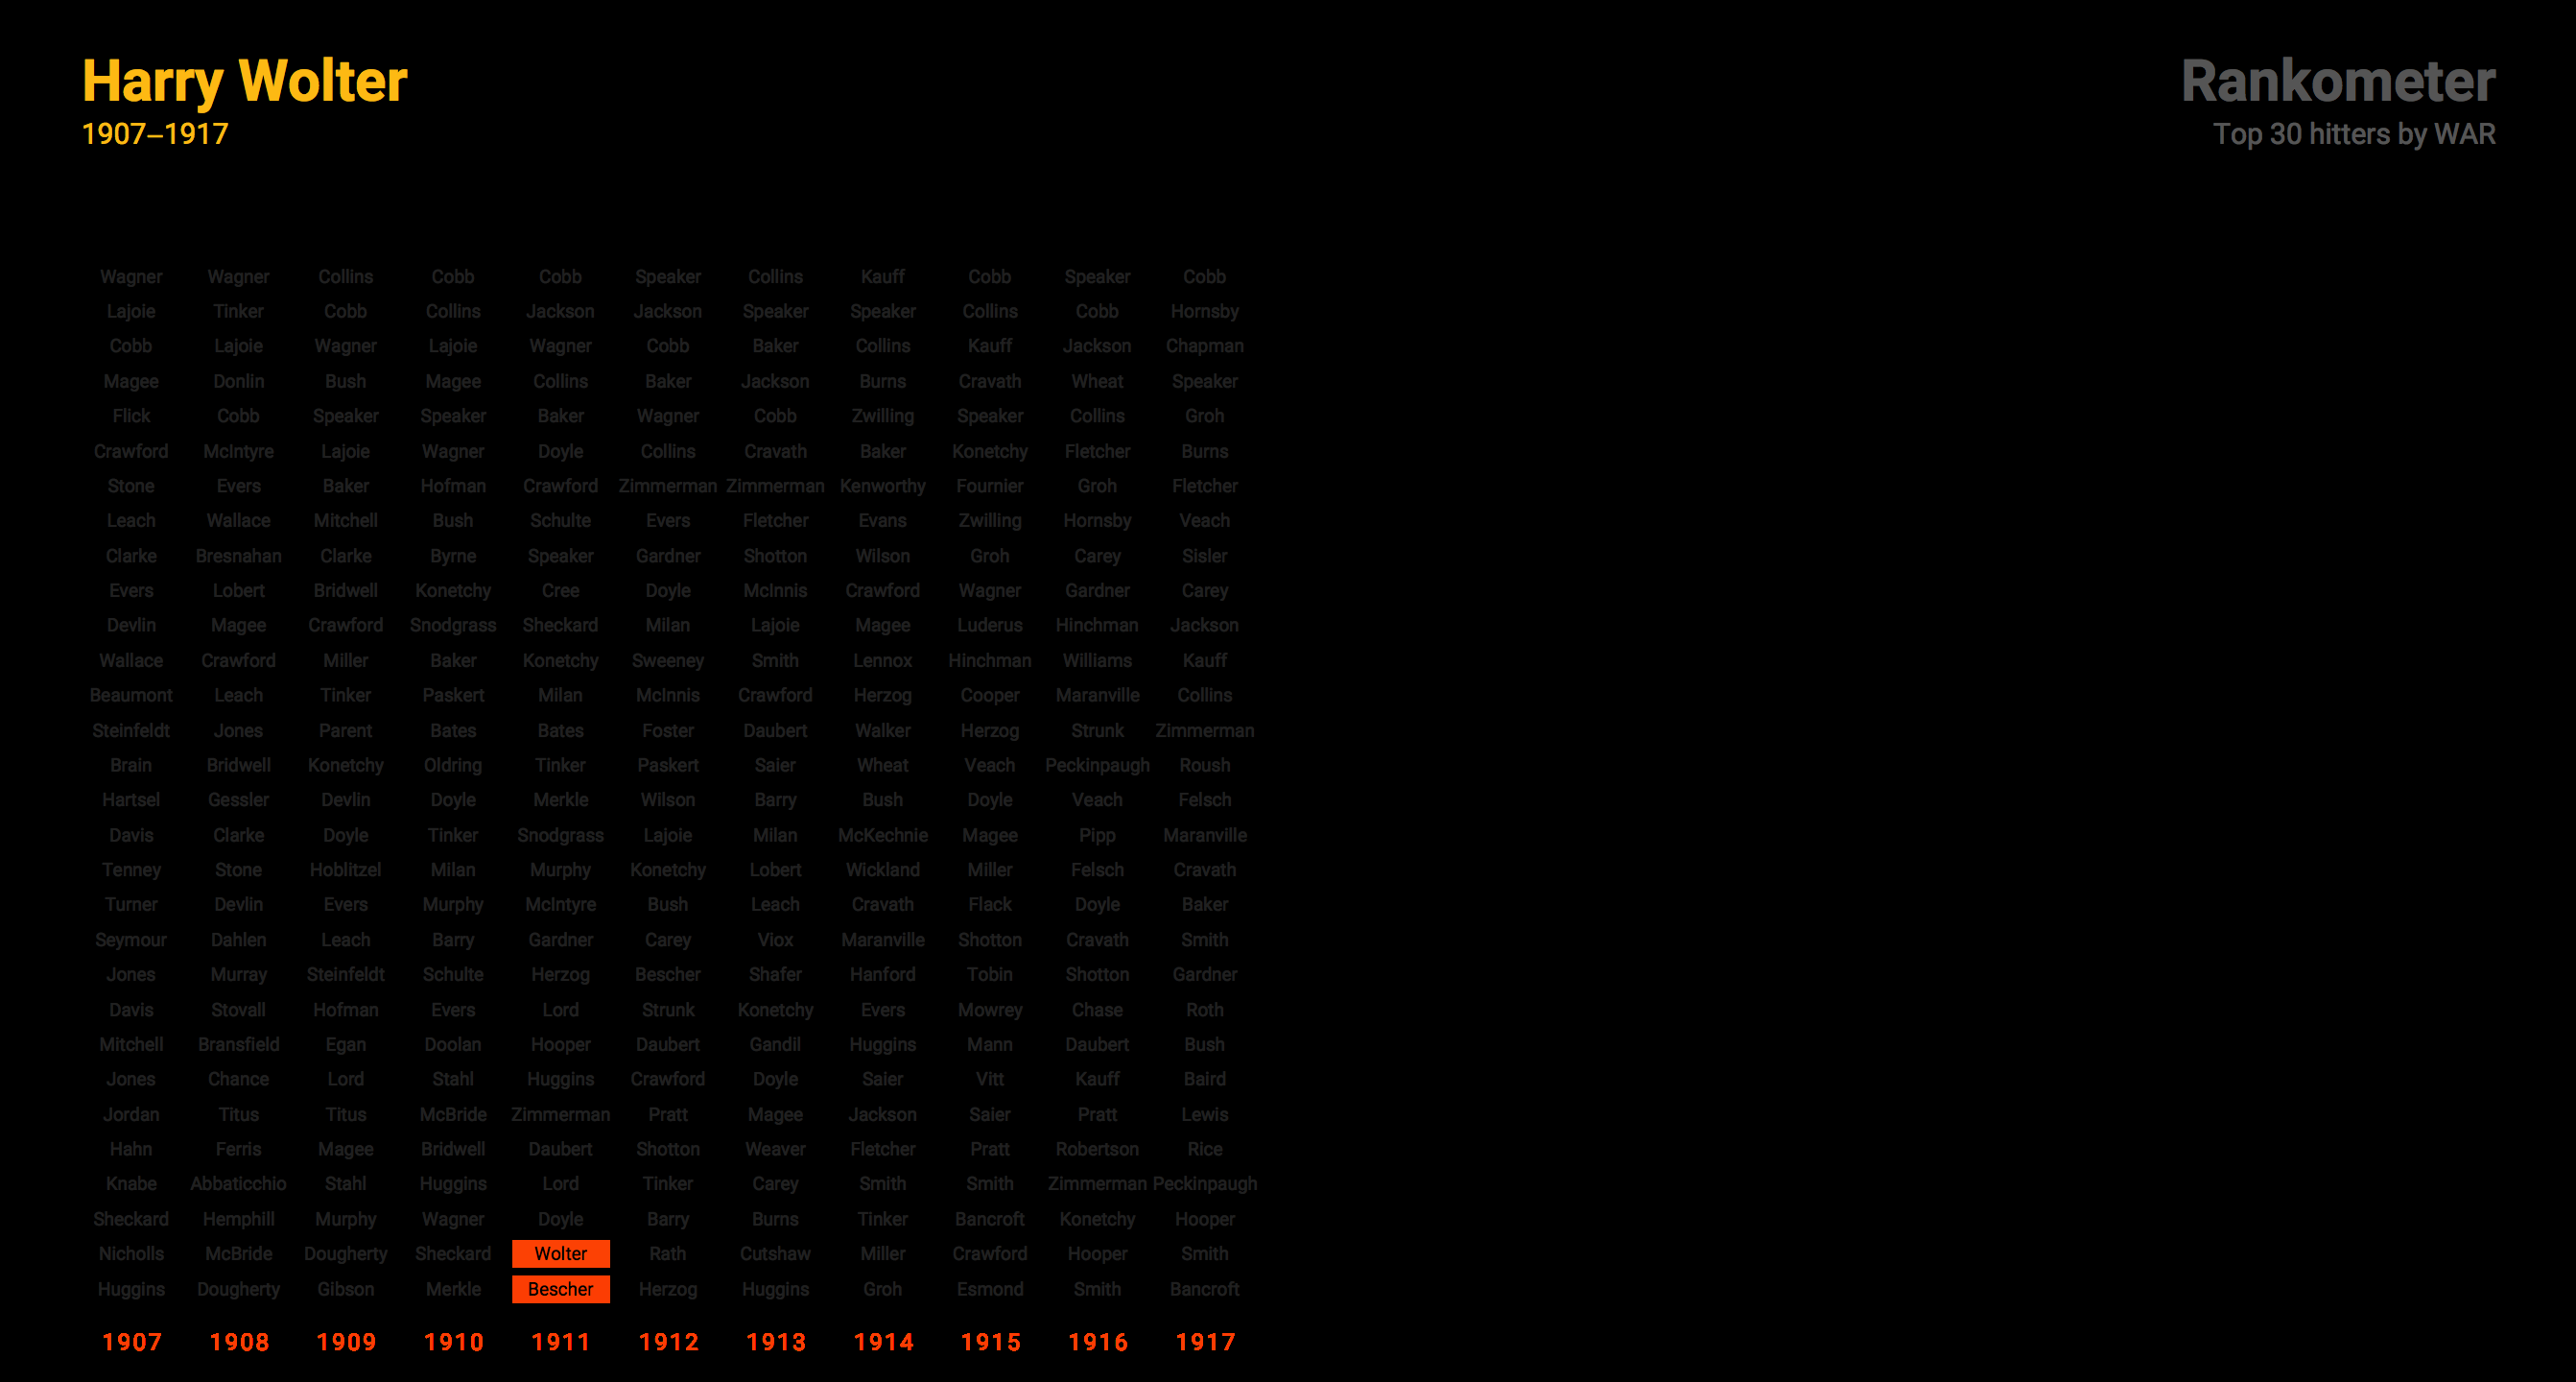 Harry Wolter
1907–1917
Rankometer
Top 30 hitters by WAR
Wagner Wagner Collins Cobb Cobb Speaker Collins Kauff Cobb Speaker Cobb
Lajoie Tinker Cobb Collins Jackson Jackson Speaker Speaker Collins Cobb Hornsby
Cobb Lajoie Wagner Lajoie Wagner Cobb Baker Collins Kauff Jackson Chapman
Magee Donlin Bush Magee Collins Baker Jackson Burns Cravath Wheat Speaker
Flick Cobb Speaker Speaker Baker Wagner Cobb Zwilling Speaker Collins Groh
Crawford McIntyre Lajoie Wagner Doyle Collins Cravath Baker Konetchy Fletcher Burns
Stone Evers Baker Hofman Crawford Zimmerman Zimmerman Kenworthy Fournier Groh Fletcher
Leach Wallace Mitchell Bush Schulte Evers Fletcher Evans Zwilling Hornsby Veach
Clarke Bresnahan Clarke Byrne Speaker Gardner Shotton Wilson Groh Carey Sisler
Evers Lobert Bridwell Konetchy Cree Doyle McInnis Crawford Wagner Gardner Carey
Devlin Magee Crawford Snodgrass Sheckard Milan Lajoie Magee Luderus Hinchman Jackson
Wallace Crawford Miller Baker Konetchy Sweeney Smith Lennox Hinchman Williams Kauff
Beaumont Leach Tinker Paskert Milan McInnis Crawford Herzog Cooper Maranville Collins
Steinfeldt Jones Parent Bates Bates Foster Daubert Walker Herzog Strunk Zimmerman
Brain Bridwell Konetchy Oldring Tinker Paskert Saier Wheat Veach Peckinpaugh Roush
Hartsel Gessler Devlin Doyle Merkle Wilson Barry Bush Doyle Veach Felsch
Davis Clarke Doyle Tinker Snodgrass Lajoie Milan McKechnie Magee Pipp Maranville
Tenney Stone Hoblitzel Milan Murphy Konetchy Lobert Wickland Miller Felsch Cravath
Turner Devlin Evers Murphy McIntyre Bush Leach Cravath Flack Doyle Baker
Seymour Dahlen Leach Barry Gardner Carey Viox Maranville Shotton Cravath Smith
Jones Murray Steinfeldt Schulte Herzog Bescher Shafer Hanford Tobin Shotton Gardner
Davis Stovall Hofman Evers Lord Strunk Konetchy Evers Mowrey Chase Roth
Mitchell Bransfield Egan Doolan Hooper Daubert Gandil Huggins Mann Daubert Bush
Jones Chance Lord Stahl Huggins Crawford Doyle Saier Vitt Kauff Baird
Jordan Titus Titus McBride Zimmerman Pratt Magee Jackson Saier Pratt Lewis
Hahn Ferris Magee Bridwell Daubert Shotton Weaver Fletcher Pratt Robertson Rice
Knabe Abbaticchio Stahl Huggins Lord Tinker Carey Smith Smith Zimmerman Peckinpaugh
Sheckard Hemphill Murphy Wagner Doyle Barry Burns Tinker Bancroft Konetchy Hooper
Nicholls McBride Dougherty Sheckard Wolter Rath Cutshaw Miller Crawford Hooper Smith
Huggins Dougherty Gibson Merkle Bescher Herzog Huggins Groh Esmond Smith Bancroft
1907 1908 1909 1910 1911 1912 1913 1914 1915 1916 1917